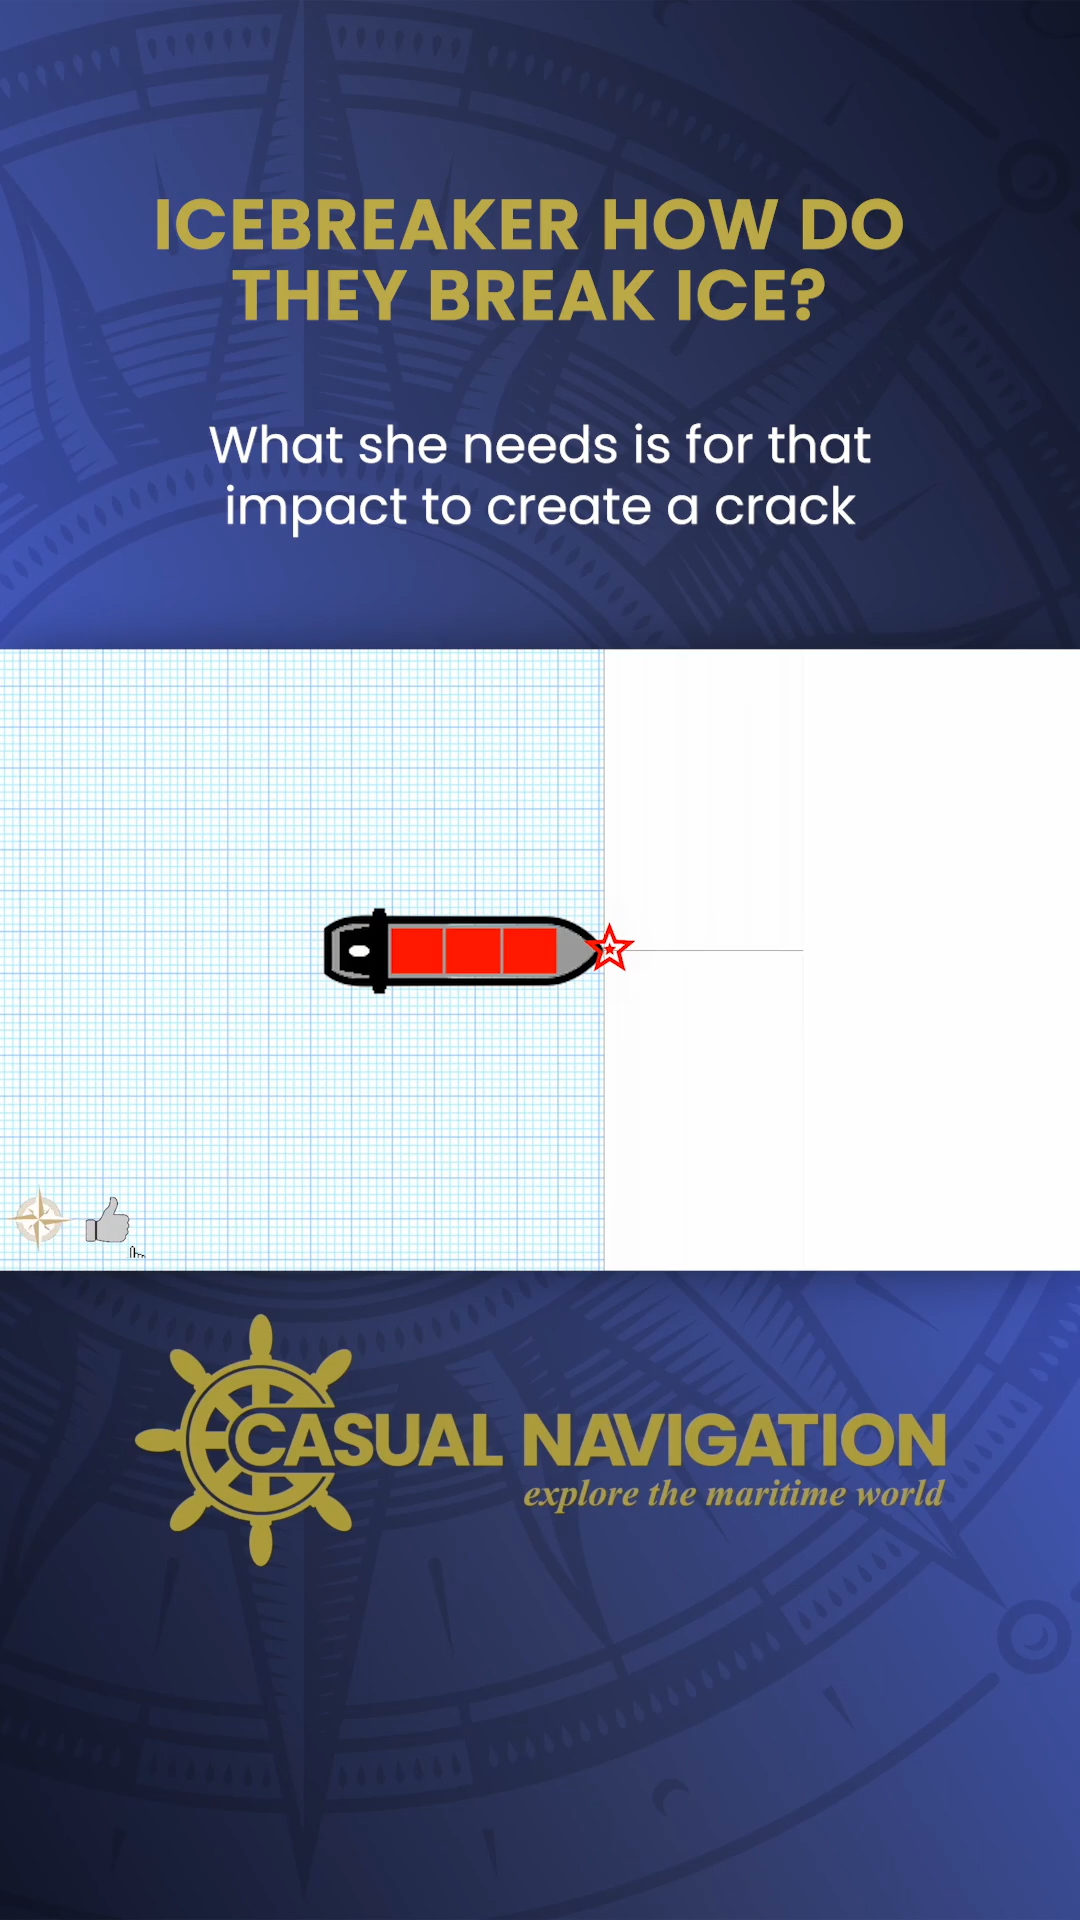 ICEBREAKER HOW DO
THEY BREAK ICE?
What she needs is for that
impact to create a crack
CASUAL NAVIGATION
explore the maritime world